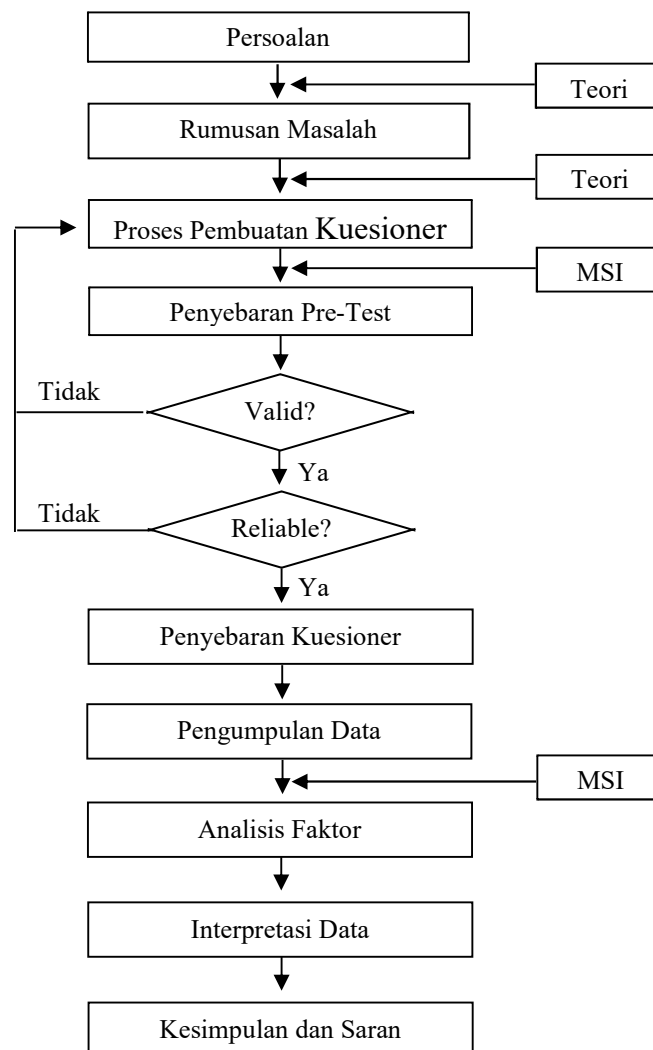 Persoalan
Teori
Rumusan Masalah
Teori
Proses Pembuatan Kuesioner
MSI
Penyebaran Pre-Test
Tidak
Valid?
Ya
Tidak
Reliable?
Ya
Penyebaran Kuesioner
Pengumpulan Data
MSI
Analisis Faktor
Interpretasi Data
Kesimpulan dan Saran